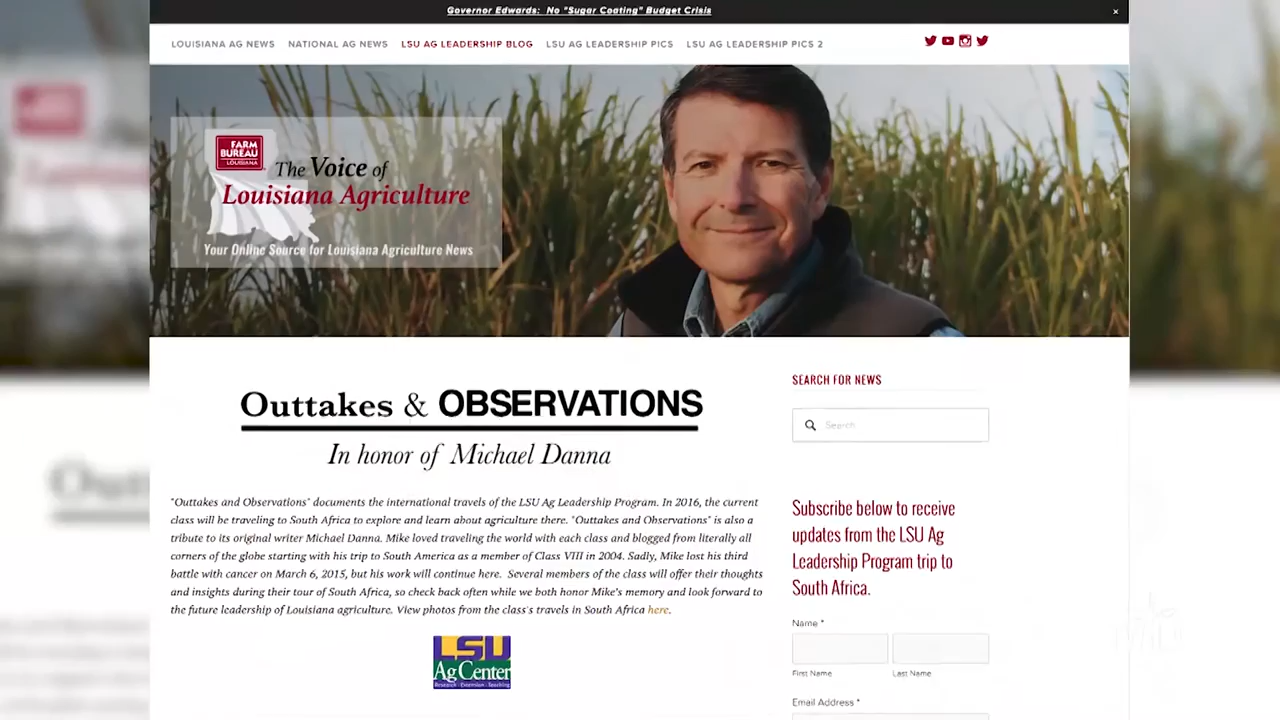 Governor Edwards: No "Sugar Coating" Budget Crisis
×
LOUISIANA AG NEWS NATIONAL AG NEWS LSU AG LEADERSHIP BLOG LSU AG LEADERSHIP PICS LSU AG LEADERSHIP PICS 2
FARM
BUREAU
LOUISIANA
The Voice of
Louisiana Agriculture
Your Online Source for Louisiana Agriculture News
Outtakes & OBSERVATIONS
In honor of Michael Danna
"Outtakes and Observations" documents the international travels of the LSU Ag Leadership Program. In 2016, the current
class will be traveling to South Africa to explore and learn about agriculture there. "Outtakes and Observations" is also a
tribute to its original writer Michael Danna. Mike loved traveling the world with each class and blogged from literally all
corners of the globe starting with his trip to South America as a member of Class VIII in 2004. Sadly, Mike lost his third
battle with cancer on March 6, 2015, but his work will continue here. Several members of the class will offer their thoughts
and insights during their tour of South Africa, so check back often while we both honor Mike's memory and look forward to
the future leadership of Louisiana agriculture. View photos from the class's travels in South Africa here.
LSU
AgCenter
Research · Extension · Teaching
SEARCH FOR NEWS
Search
Subscribe below to receive
updates from the LSU Ag
Leadership Program trip to
South Africa.
Name *
First Name Last Name
Email Address *